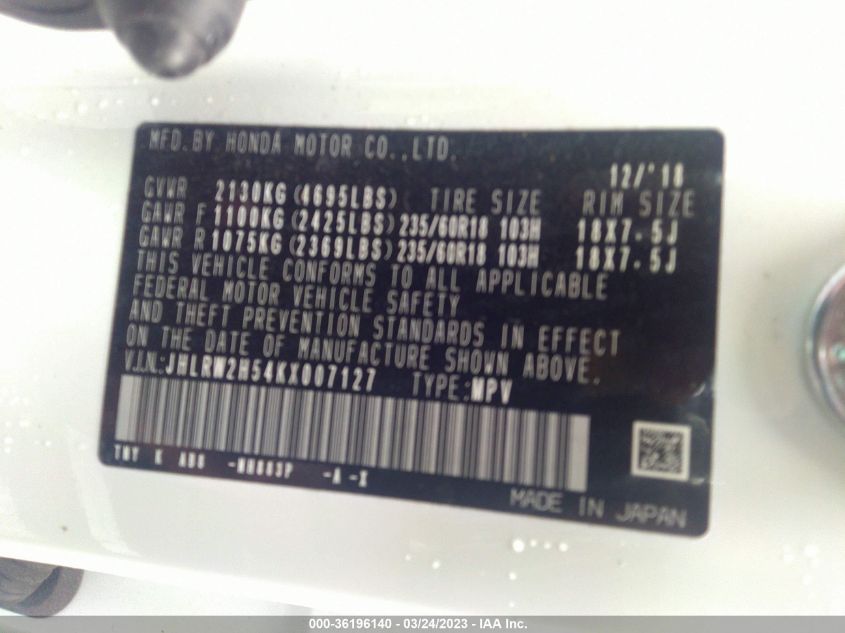 MFD. BY HONDA MOTOR CO.,LTD.
12/'18
GVWR 2130KG (4695LBS) TIRE SIZE RIM SIZE
GAWR F 1100KG (2425LBS) 235/60R18 103H 18X7.5J
GAWR R 1075KG (2369LBS) 235/60R18 103H 18X7.5J
THIS VEHICLE CONFORMS TO ALL APPLICABLE
FEDERAL MOTOR VEHICLE SAFETY
AND THEFT PREVENTION STANDARDS IN EFFECT
ON THE DATE OF MANUFACTURE SHOWN ABOVE.
V.I.N.:JHLRW2H54KX007127 TYPE:MPV
TNY K AB6 -NH883P -A -X
MADE IN JAPAN
000-36196140 - 03/24/2023 - IAA Inc.